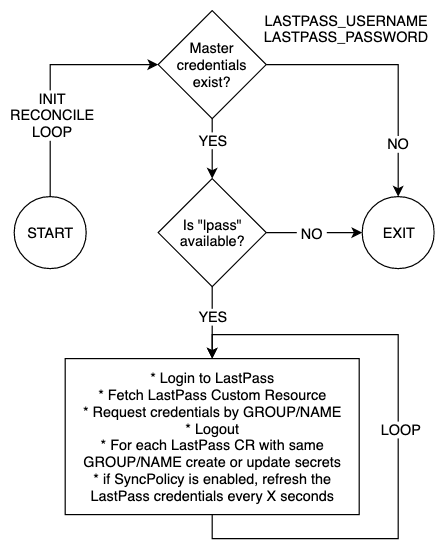 LASTPASS_USERNAME
LASTPASS_PASSWORD
Master
credentials
exist?
INIT
RECONCILE
LOOP
YES
NO
START
Is "lpass"
available?
NO
EXIT
YES
* Login to LastPass
* Fetch LastPass Custom Resource
* Request credentials by GROUP/NAME
* Logout
* For each LastPass CR with same
GROUP/NAME create or update secrets
* if SyncPolicy is enabled, refresh the
LastPass credentials every X seconds
LOOP